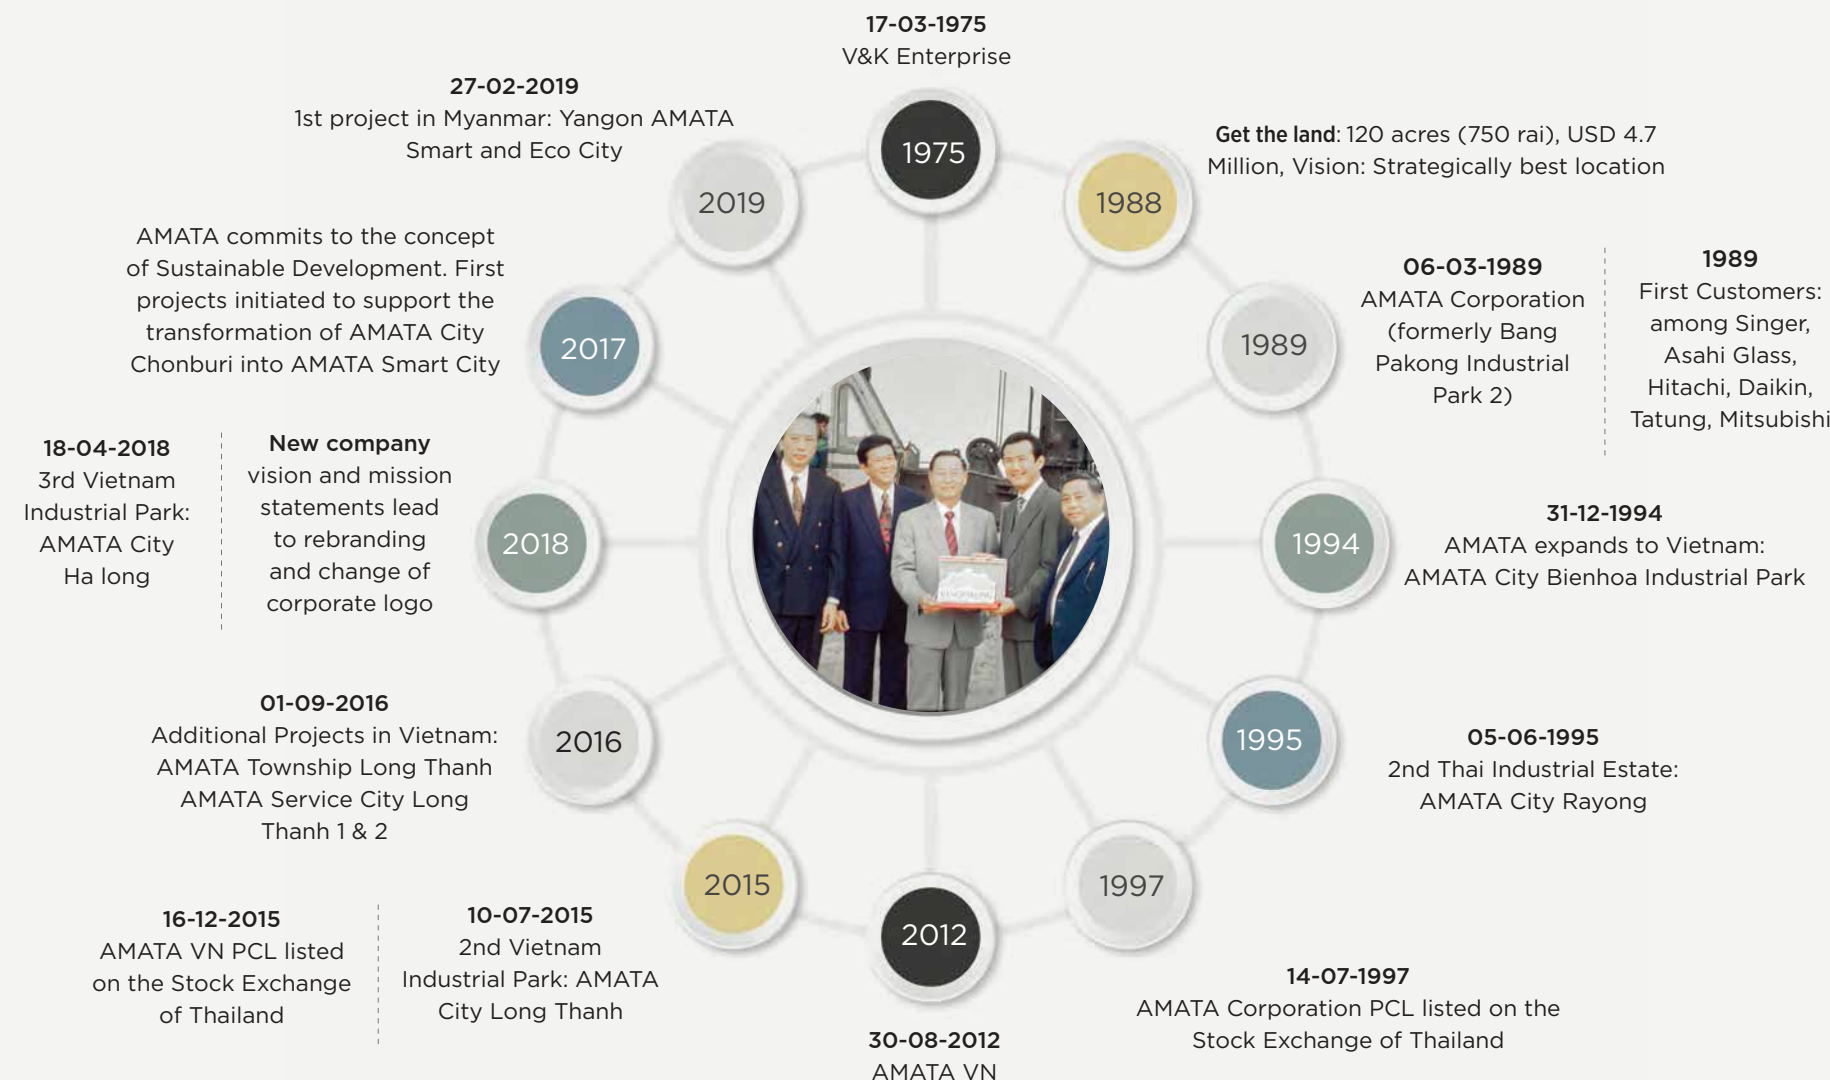 17-03-1975
V&K Enterprise
1975
Get the land: 120 acres (750 rai), USD 4.7
Million, Vision: Strategically best location
1988
06-03-1989
AMATA Corporation
(formerly Bang
Pakong Industrial
Park 2)
1989
First Customers:
among Singer,
Asahi Glass,
Hitachi, Daikin,
Tatung, Mitsubishi
1989
31-12-1994
AMATA expands to Vietnam:
AMATA City Bienhoa Industrial Park
1994
05-06-1995
2nd Thai Industrial Estate:
AMATA City Rayong
1995
14-07-1997
AMATA Corporation PCL listed on the
Stock Exchange of Thailand
1997
30-08-2012
AMATA VN
2012
10-07-2015
2nd Vietnam
Industrial Park: AMATA
City Long Thanh
16-12-2015
AMATA VN PCL listed
on the Stock Exchange
of Thailand
2015
01-09-2016
Additional Projects in Vietnam:
AMATA Township Long Thanh
AMATA Service City Long
Thanh 1 & 2
2016
18-04-2018
3rd Vietnam
Industrial Park:
AMATA City
Ha long
New company
vision and mission
statements lead
to rebranding
and change of
corporate logo
2018
AMATA commits to the concept
of Sustainable Development. First
projects initiated to support the
transformation of AMATA City
Chonburi into AMATA Smart City
2017
27-02-2019
1st project in Myanmar: Yangon AMATA
Smart and Eco City
2019